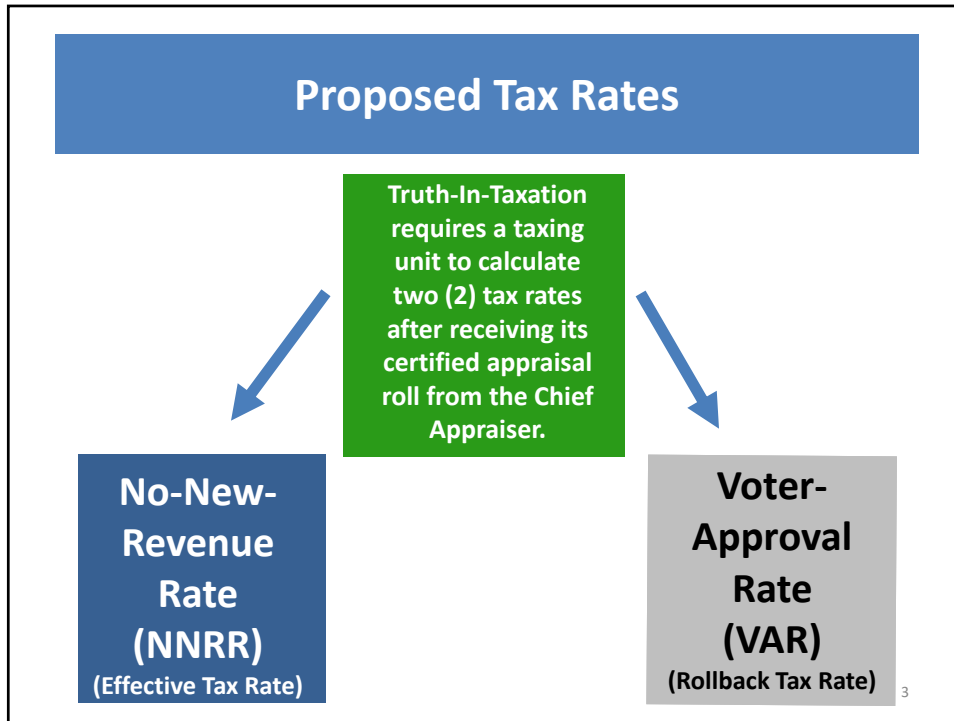 Proposed Tax Rates
Truth-In-Taxation
requires a taxing
unit to calculate
two (2) tax rates
after receiving its
certified appraisal
roll from the Chief
Appraiser.
No-New-
Revenue
Rate
(NNRR)
(Effective Tax Rate)
Voter-
Approval
Rate
(VAR)
(Rollback Tax Rate)
3